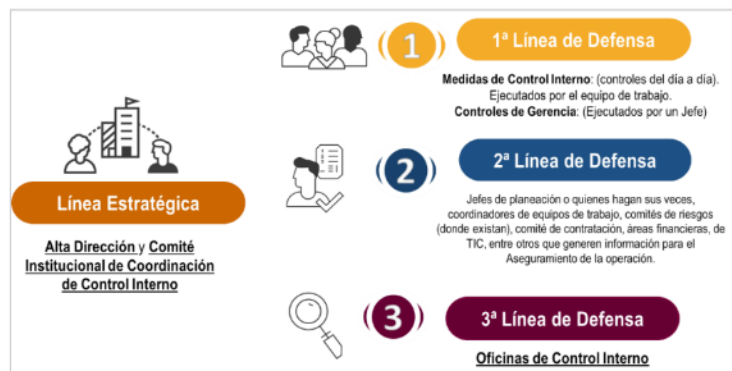 Línea Estratégica
Alta Dirección y Comité
Institucional de Coordinación
de Control Interno
1
1ª Línea de Defensa
Medidas de Control Interno: (controles del día a día).
Ejecutados por el equipo de trabajo.
Controles de Gerencia: (Ejecutados por un Jefe)
2
2ª Línea de Defensa
Jefes de planeación o quienes hagan sus veces,
coordinadores de equipos de trabajo, comités de riesgos
(donde existan), comité de contratación, áreas financieras, de
TIC, entre otros que generen información para el
Aseguramiento de la operación.
3
3ª Línea de Defensa
Oficinas de Control Interno